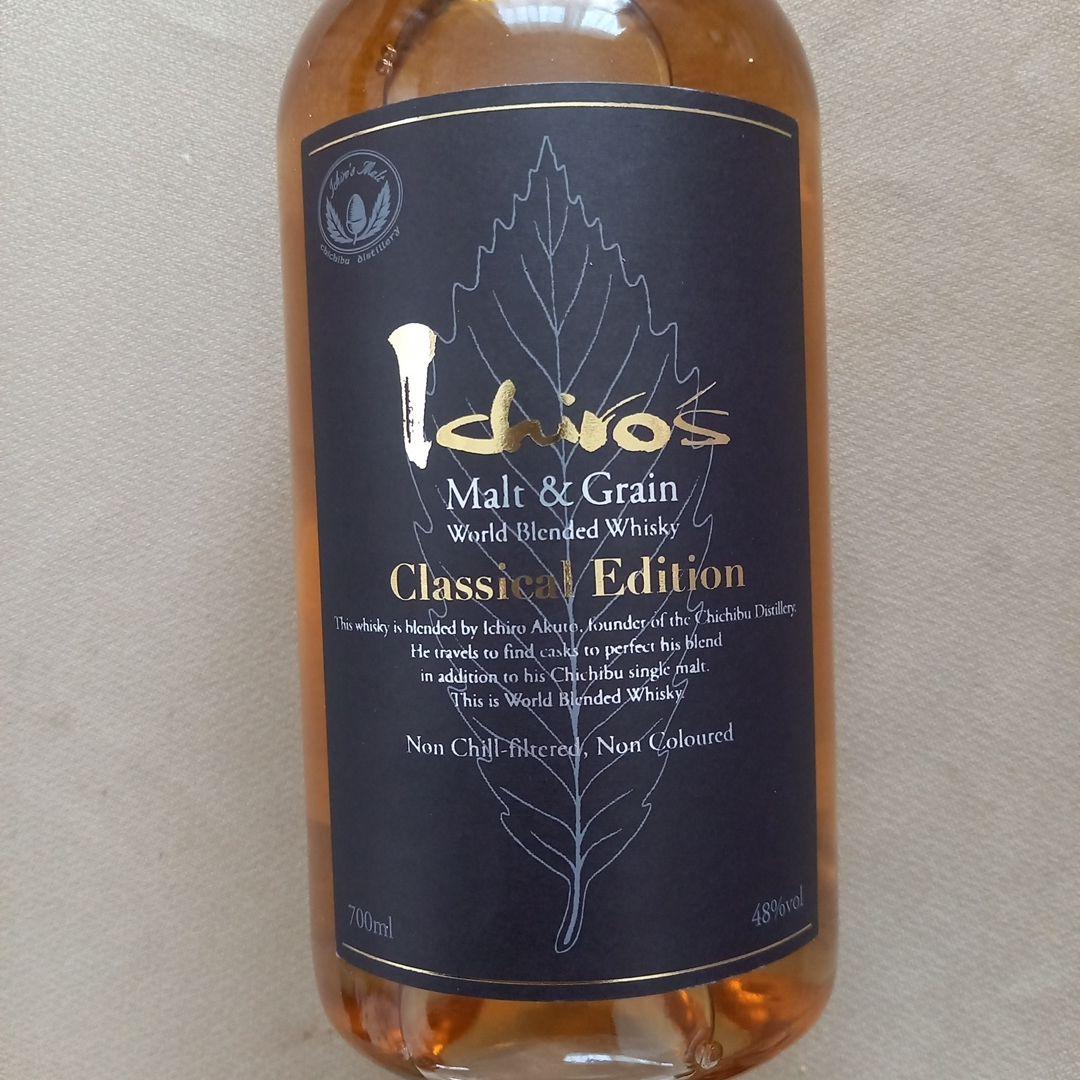 Ichiro's Malt
chichibu distillery
Ichiro's
Malt & Grain
World Blended Whisky
Classical Edition
This whisky is blended by Ichiro Akuto, founder of the Chichibu Distillery.
He travels to find casks to perfect his blend
in addition to his Chichibu single malt.
This is World Blended Whisky.
Non Chill-filtered, Non Coloured
700ml
48%vol